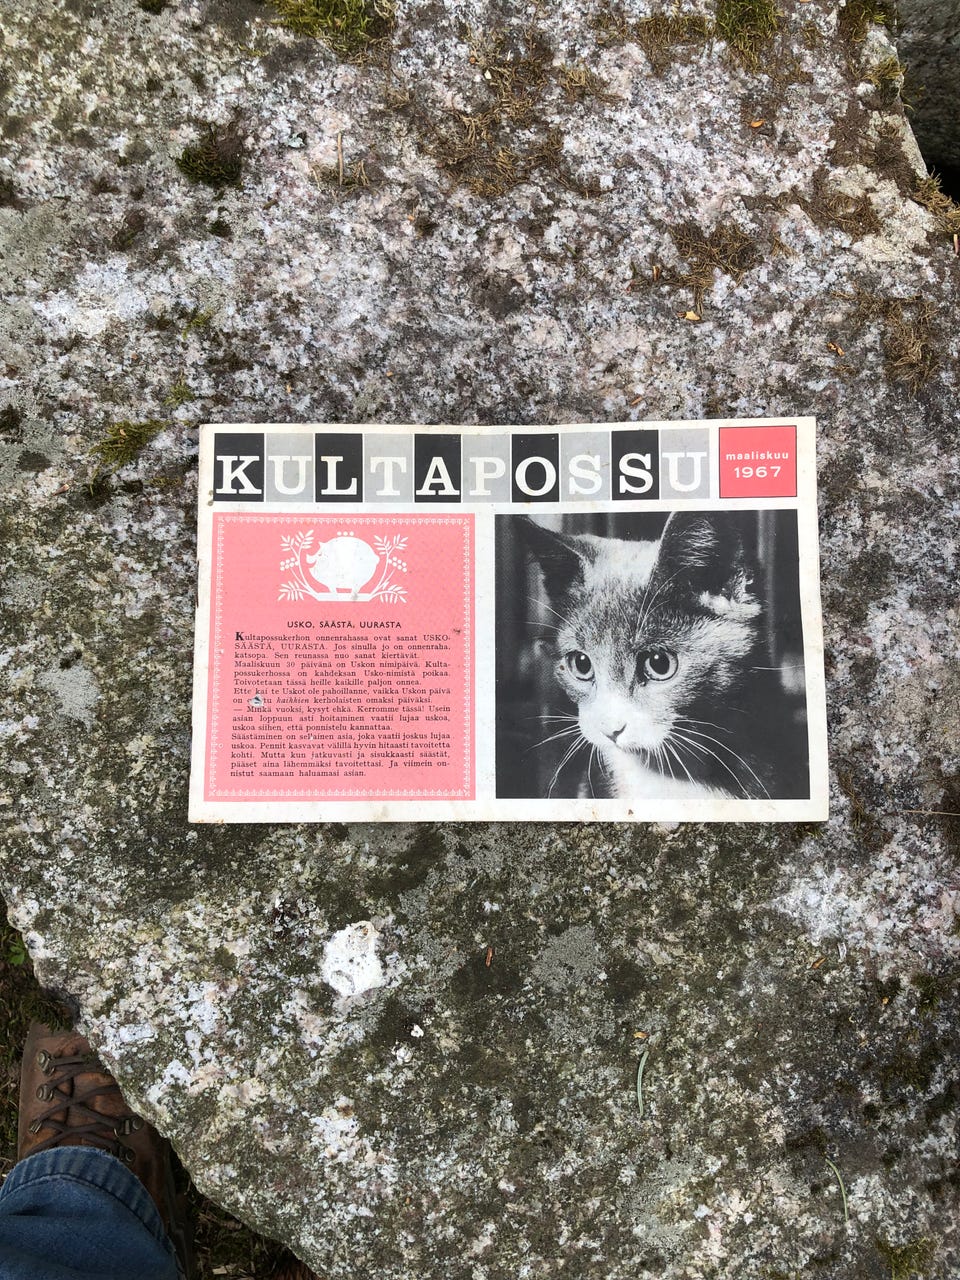 KULTAPOSSU
maaliskuu
1967
USKO, SÄÄSTÄ, UURASTA
Kultapossukerhon onnenrahassa ovat sanat USKO,
SÄÄSTÄ, UURASTA. Jos sinulla jo on onnenraha,
katsopa. Sen reunassa nuo sanat kiertävät.
Maaliskuun 30 päivänä on Uskon nimipäivä. Kulta-
possukerhossa on kahdeksan Usko-nimistä poikaa.
Toivotetaan tässä heille kaikille paljon onnea.
Ette kai te Uskot ole pahoillanne, vaikka Uskon päivä
on kaikkien kerholaisten omaksi päiväksi.
— Minkä vuoksi, kysyt ehkä. Kerromme tässä! Usein
asian loppuun asti hoitaminen vaatii lujaa uskoa,
uskoa siihen, että ponnistelu kannattaa.
Säästäminen on sellainen asia, joka vaatii joskus lujaa
uskoa. Pennit kasvavat välillä hyvin hitaasti tavoitetta
kohti. Mutta kun jatkuvasti ja sisukkaasti säästät,
pääset aina lähemmäksi tavoitettasi. Ja viimein on-
nistut saamaan haluamasi asian.